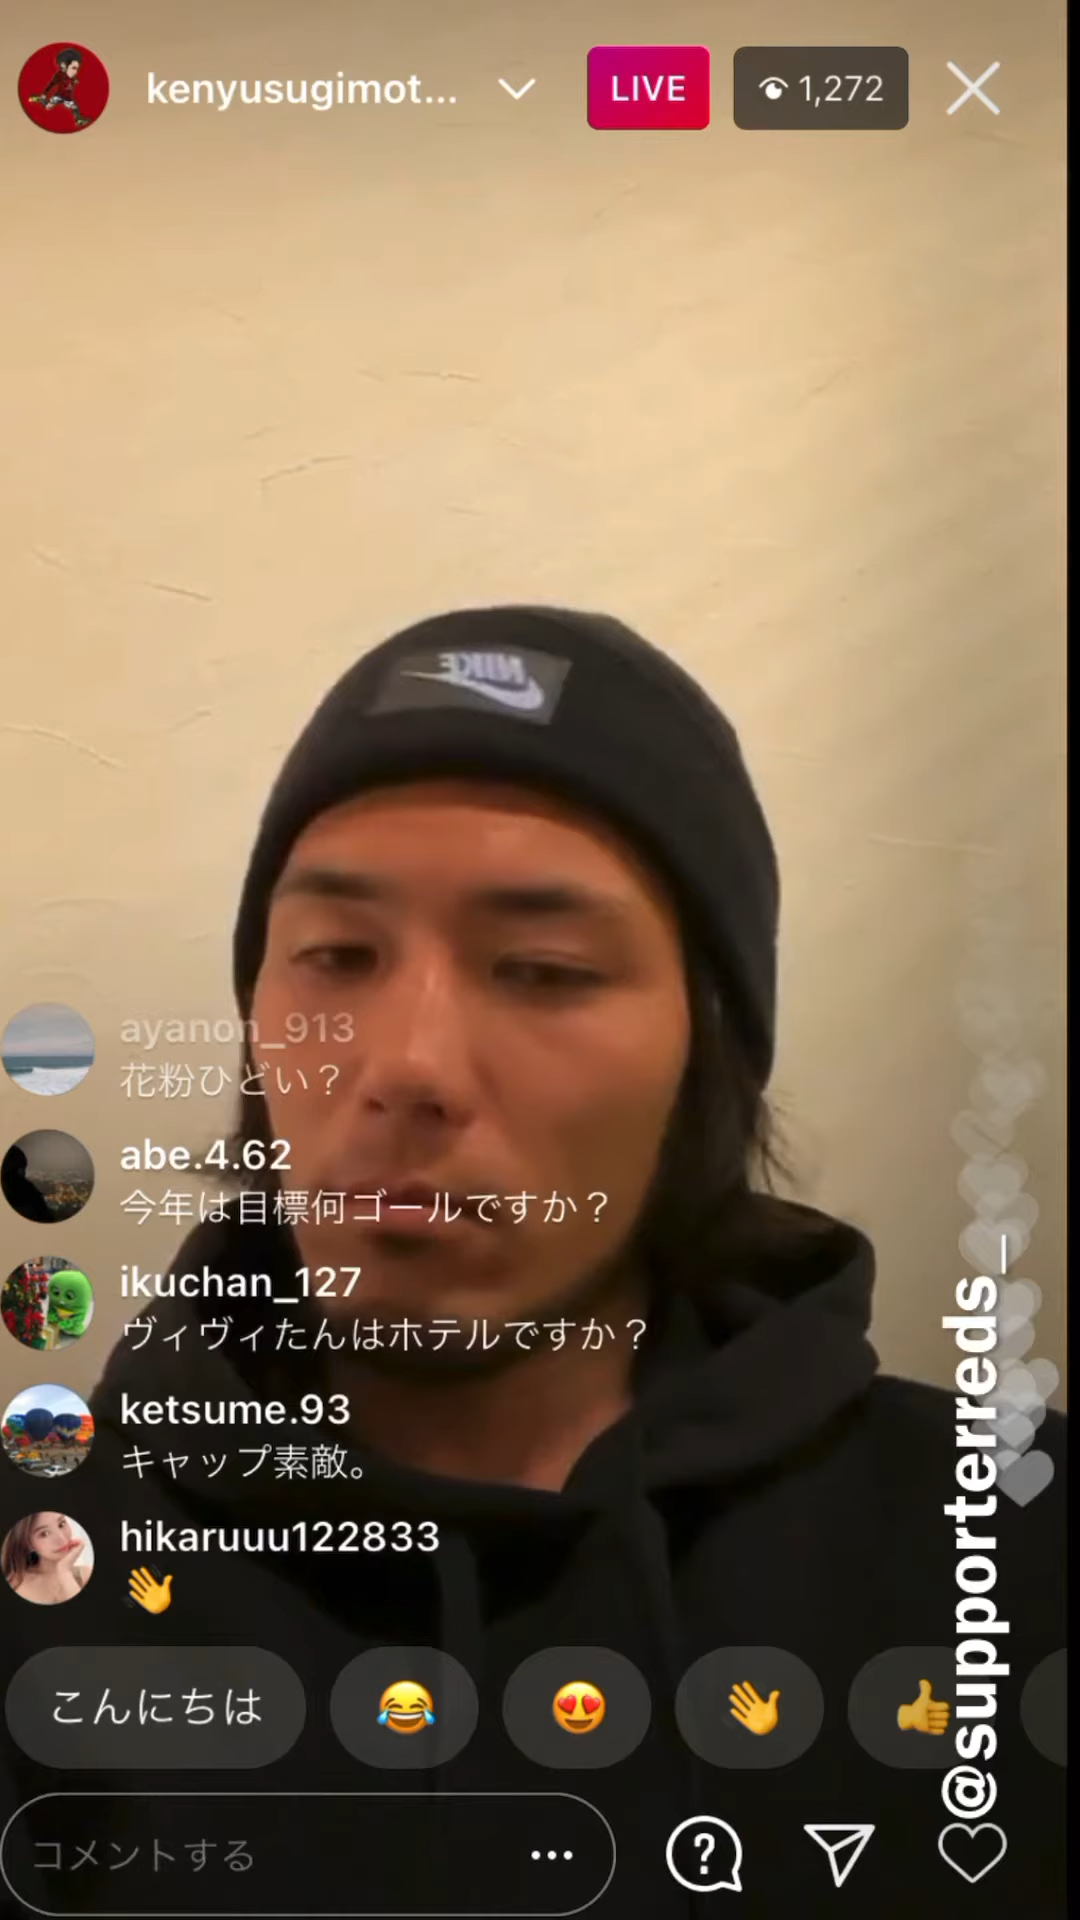 kenyusugimot...
LIVE
1,272
NIKE
ayanon_913
花粉ひどい？
abe.4.62
今年は目標何ゴールですか？
ikuchan_127
ヴィヴィたんはホテルですか？
ketsume.93
キャップ素敵。
hikaruuu122833
👋
こんにちは
😂
😍
👋
👍
コメントする
@supporterreds_